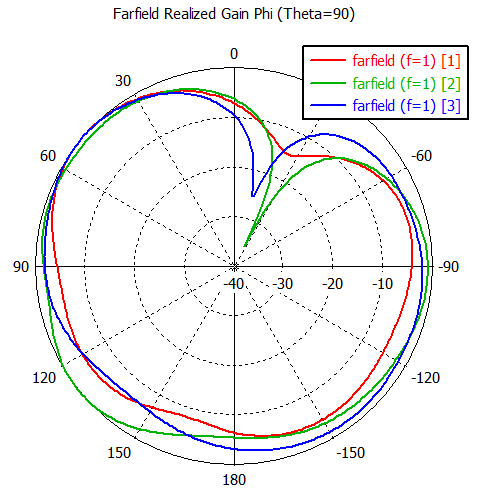 Farfield Realized Gain Phi (Theta=90)
farfield (f=1) [1]
farfield (f=1) [2]
farfield (f=1) [3]
0
30
-60
60
90
-40 -30 -20 -10
-90
120
-120
150
-150
180